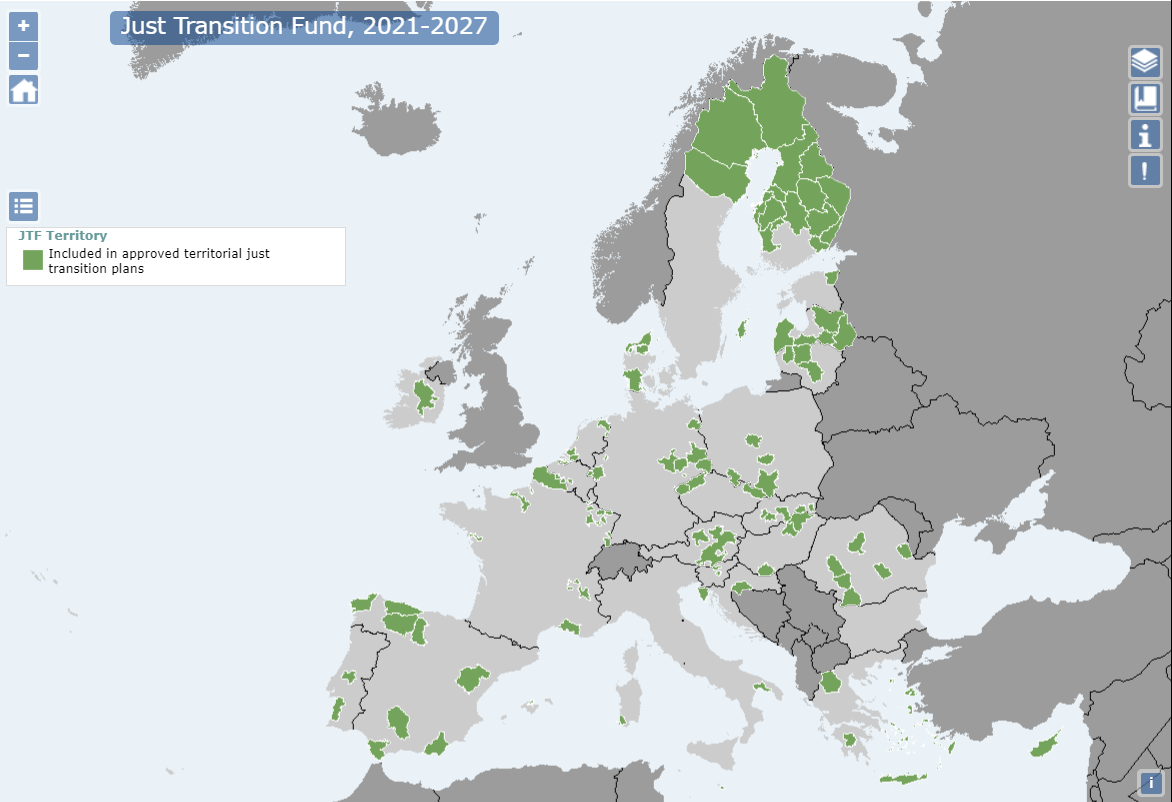 Just Transition Fund, 2021-2027
+
−
JTF Territory
Included in approved territorial just
transition plans
i
!
i